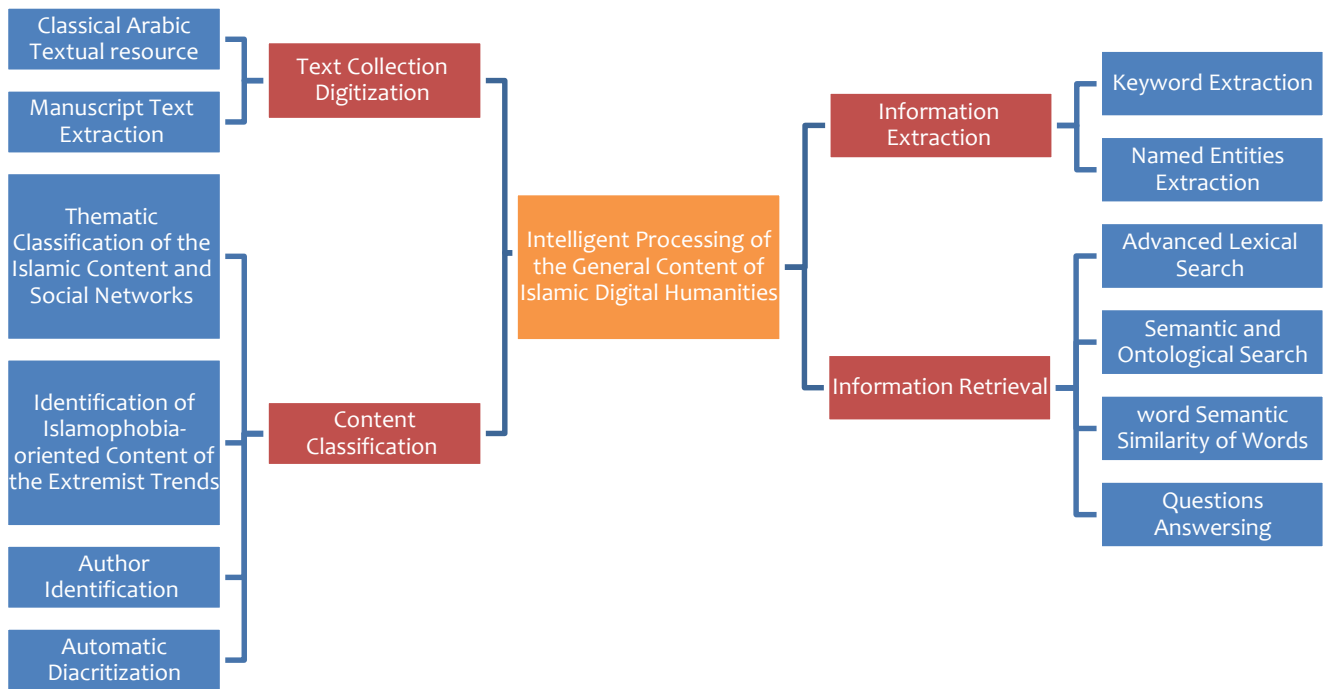 Classical Arabic
Textual resource
Manuscript Text
Extraction
Text Collection
Digitization
Thematic
Classification of the
Islamic Content and
Social Networks
Identification of
Islamophobia-
oriented Content of
the Extremist Trends
Author
Identification
Automatic
Diacritization
Content
Classification
Intelligent Processing of
the General Content of
Islamic Digital Humanities
Information
Extraction
Keyword Extraction
Named Entities
Extraction
Information Retrieval
Advanced Lexical
Search
Semantic and
Ontological Search
word Semantic
Similarity of Words
Questions
Answersing